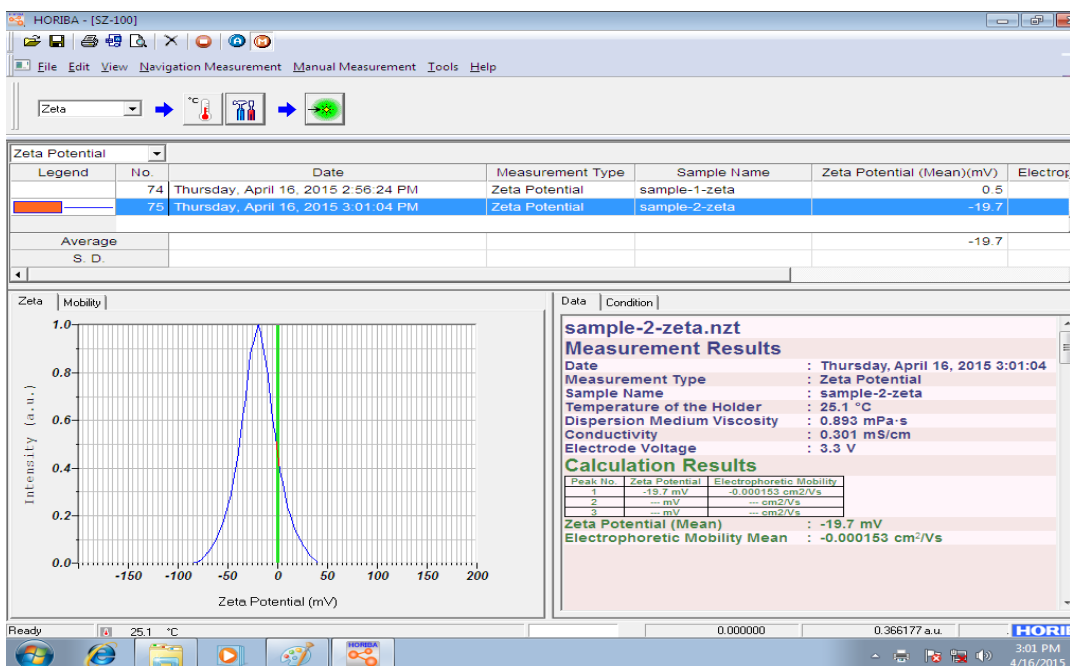 HORIBA - [SZ-100]
File Edit View Navigation Measurement Manual Measurement Tools Help
Zeta °C
Zeta Potential
Legend No. Date Measurement Type Sample Name Zeta Potential (Mean)(mV) Electrop
74 Thursday, April 16, 2015 2:56:24 PM Zeta Potential sample-1-zeta 0.5
75 Thursday, April 16, 2015 3:01:04 PM Zeta Potential sample-2-zeta -19.7
Average -19.7
S. D.
Zeta Mobility
1.0
0.8
0.6
0.4
0.2
0.0
Intensity (a.u.)
-150 -100 -50 0 50 100 150 200
Zeta Potential (mV)
Data Condition
sample-2-zeta.nzt
Measurement Results
Date : Thursday, April 16, 2015 3:01:04
Measurement Type : Zeta Potential
Sample Name : sample-2-zeta
Temperature of the Holder : 25.1 °C
Dispersion Medium Viscosity : 0.893 mPa·s
Conductivity : 0.301 mS/cm
Electrode Voltage : 3.3 V
Calculation Results
Peak No. Zeta Potential Electrophoretic Mobility
1 -19.7 mV -0.000153 cm2/Vs
2 --- mV --- cm2/Vs
3 --- mV --- cm2/Vs
Zeta Potential (Mean) : -19.7 mV
Electrophoretic Mobility Mean : -0.000153 cm²/Vs
Ready 25.1 °C 0.000000 0.366177 a.u. HORIE
HORIBA
3:01 PM
4/16/2015